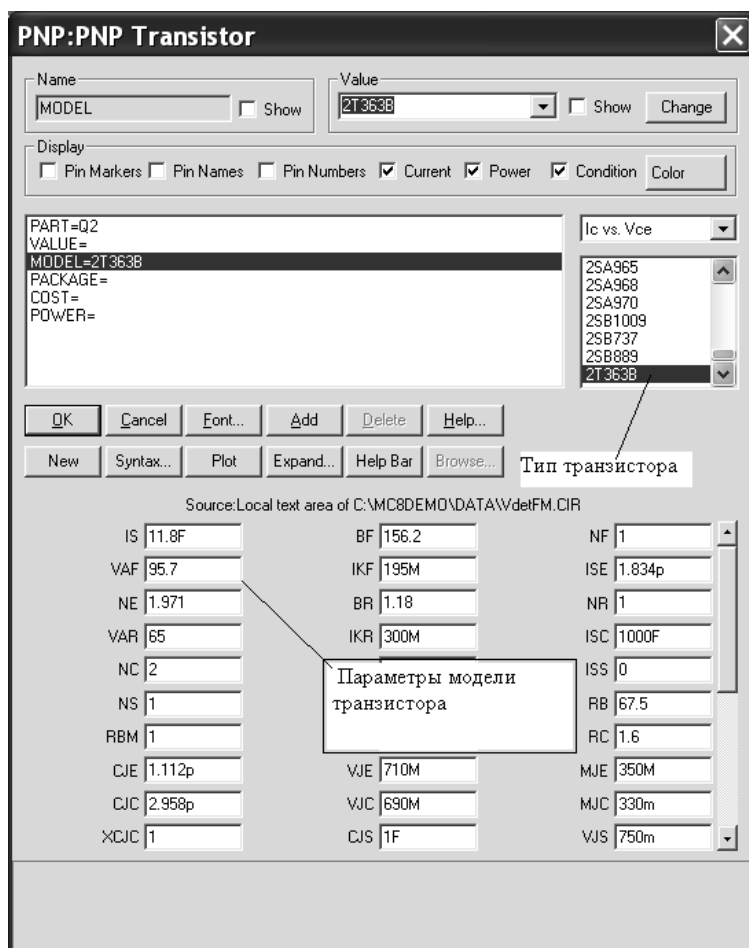 PNP:PNP Transistor
Name
Value
MODEL
Show
2T363B
Show
Change
Display
Pin Markers
Pin Names
Pin Numbers
Current
Power
Condition
Color
PART=Q2
VALUE=
MODEL=2T363B
PACKAGE=
COST=
POWER=
Ic vs. Vce
2SA965
2SA968
2SA970
2SB1009
2SB737
2SB889
2T363B
OK
Cancel
Font...
Add
Delete
Help...
New
Syntax...
Plot
Expand...
Help Bar
Browse...
Тип транзистора
Source:Local text area of C:\MC8DEMO\DATA\VdetFM.CIR
IS 11.8F BF 156.2 NF 1
VAF 95.7 IKF 195M ISE 1.834p
NE 1.971 BR 1.18 NR 1
VAR 65 IKR 300M ISC 1000F
NC 2 ISS 0
Параметры модели
транзистора
NS 1 RB 67.5
RBM 1 RC 1.6
CJE 1.112p VJE 710M MJE 350M
CJC 2.958p VJC 690M MJC 330m
XCJC 1 CJS 1F VJS 750m